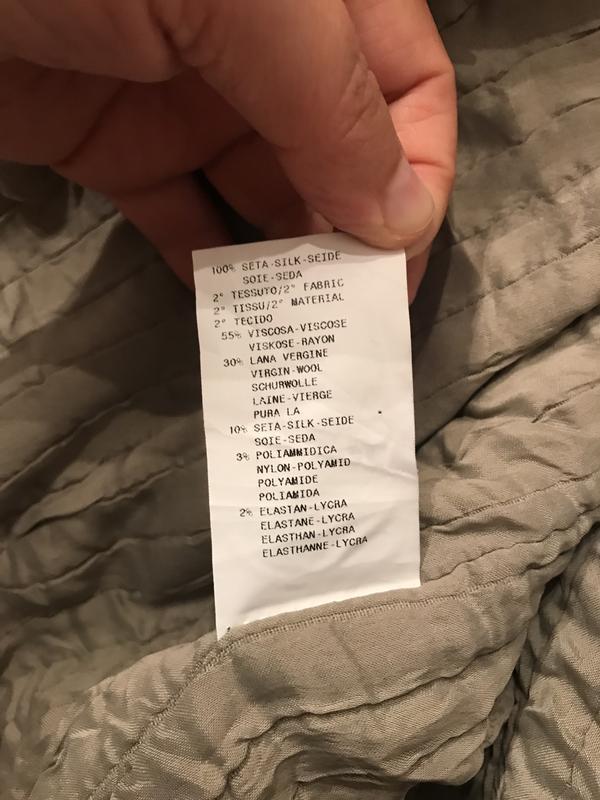 100% SETA-SILK-SEIDE
SOIE-SEDA
2° TESSUTO/2° FABRIC
2° TISSU/2° MATERIAL
2° TECIDO
55% VISCOSA-VISCOSE
VISKOSE-RAYON
30% LANA VERGINE
VIRGIN-WOOL
SCHURWOLLE
LAINE-VIERGE
PURA LA
10% SETA-SILK-SEIDE
SOIE-SEDA
3% POLIAMMIDICA
NYLON-POLYAMID
POLYAMIDE
POLIAMIDA
2% ELASTAN-LYCRA
ELASTANE-LYCRA
ELASTHAN-LYCRA
ELASTHANNE-LYCRA